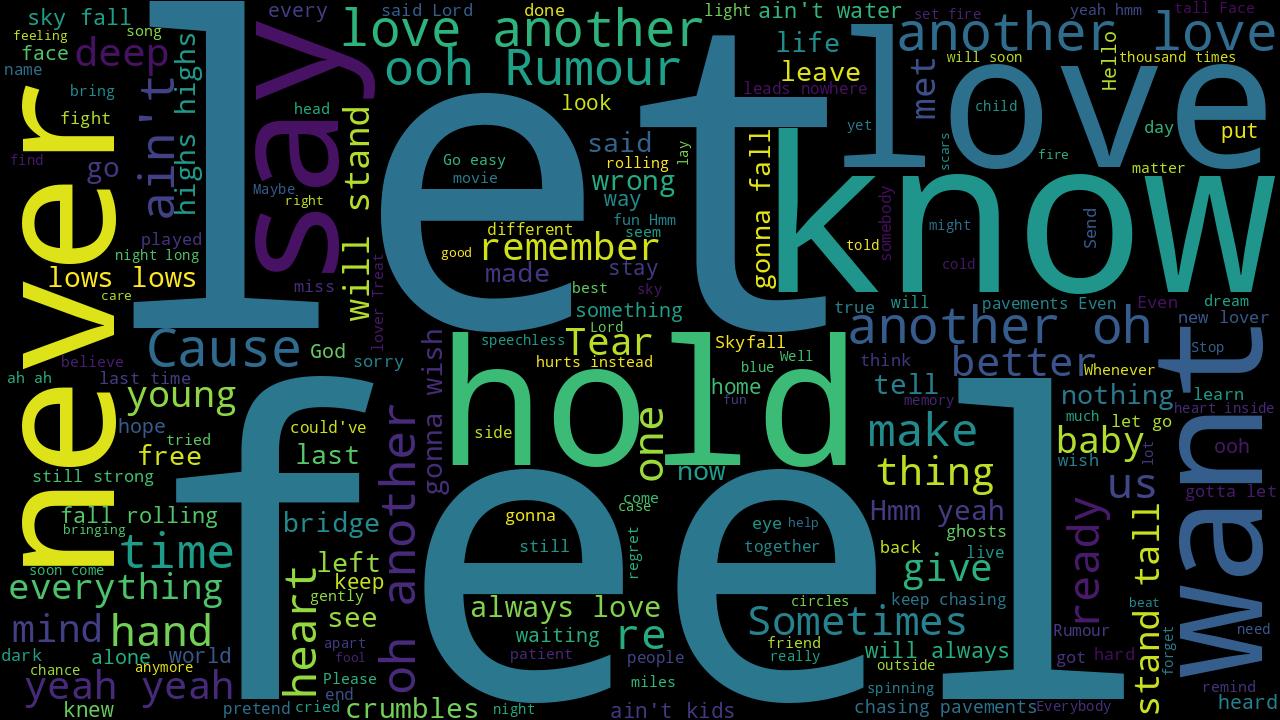 sky fall
song
every
said Lord
done
light
ain't water
set fire
yeah hmm
tall Face
feeling
face
deep
love another
ooh Rumour
life
leave
another love
will soon
thousand times
Hello
name
bring
fight
find
go
ain't
highs highs
say
head
look
leads nowhere
met
love
child
yet
scars
fire
day
put
matter
never
let
will stand
Maybe
right
Go easy
movie
said
rolling
wrong
way
lay
gonna fall
know
fun Hmm
seem
different
remember
good
made
stay
best
sky
something
told
somebody
might
cold
Send
played
night long
lows lows
care
miss
lover Treat
true
will
pavements Even
Even
dream
another oh
new lover
Cause
God
sorry
believe
last time
ah ah
speechless
Lord
Tear
hurts instead
Skyfall
Well
blue
home
fun
hold
think
better
Whenever
Stop
want
young
hope
tried
free
could've
last
gonna wish
side
one
now
tell
memory
nothing
learn
heart inside
much
let go
baby
wish
lot
ooh
make
thing
us
gotta let
still strong
fall rolling
bringing
time
soon come
everything
bridge
left
keep
gently
see
heart
oh another
feel
gonna
still
come
case
regret
eye
help
together
Hmm yeah
ghosts
back
live
give
keep chasing
ready
stand tall
beat
forget
need
mind
hand
dark
alone
world
chance
anymore
yeah yeah
knew
apart
fool
Please
end
pretend
cried
crumbles
night
always love
waiting
patient
re
people
miles
ain't kids
circles
Sometimes
friend
really
will always
outside
spinning
chasing pavements
Everybody
Rumour
got
hard
remind
heard